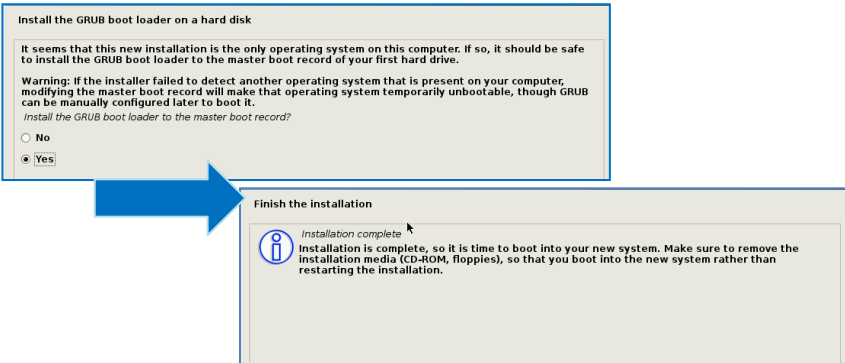 Install the GRUB boot loader on a hard disk
It seems that this new installation is the only operating system on this computer. If so, it should be safe
to install the GRUB boot loader to the master boot record of your first hard drive.
Warning: If the installer failed to detect another operating system that is present on your computer,
modifying the master boot record will make that operating system temporarily unbootable, though GRUB
can be manually configured later to boot it.
Install the GRUB boot loader to the master boot record?
No
Yes
Finish the installation
Installation complete
Installation is complete, so it is time to boot into your new system. Make sure to remove the
installation media (CD-ROM, floppies), so that you boot into the new system rather than
restarting the installation.